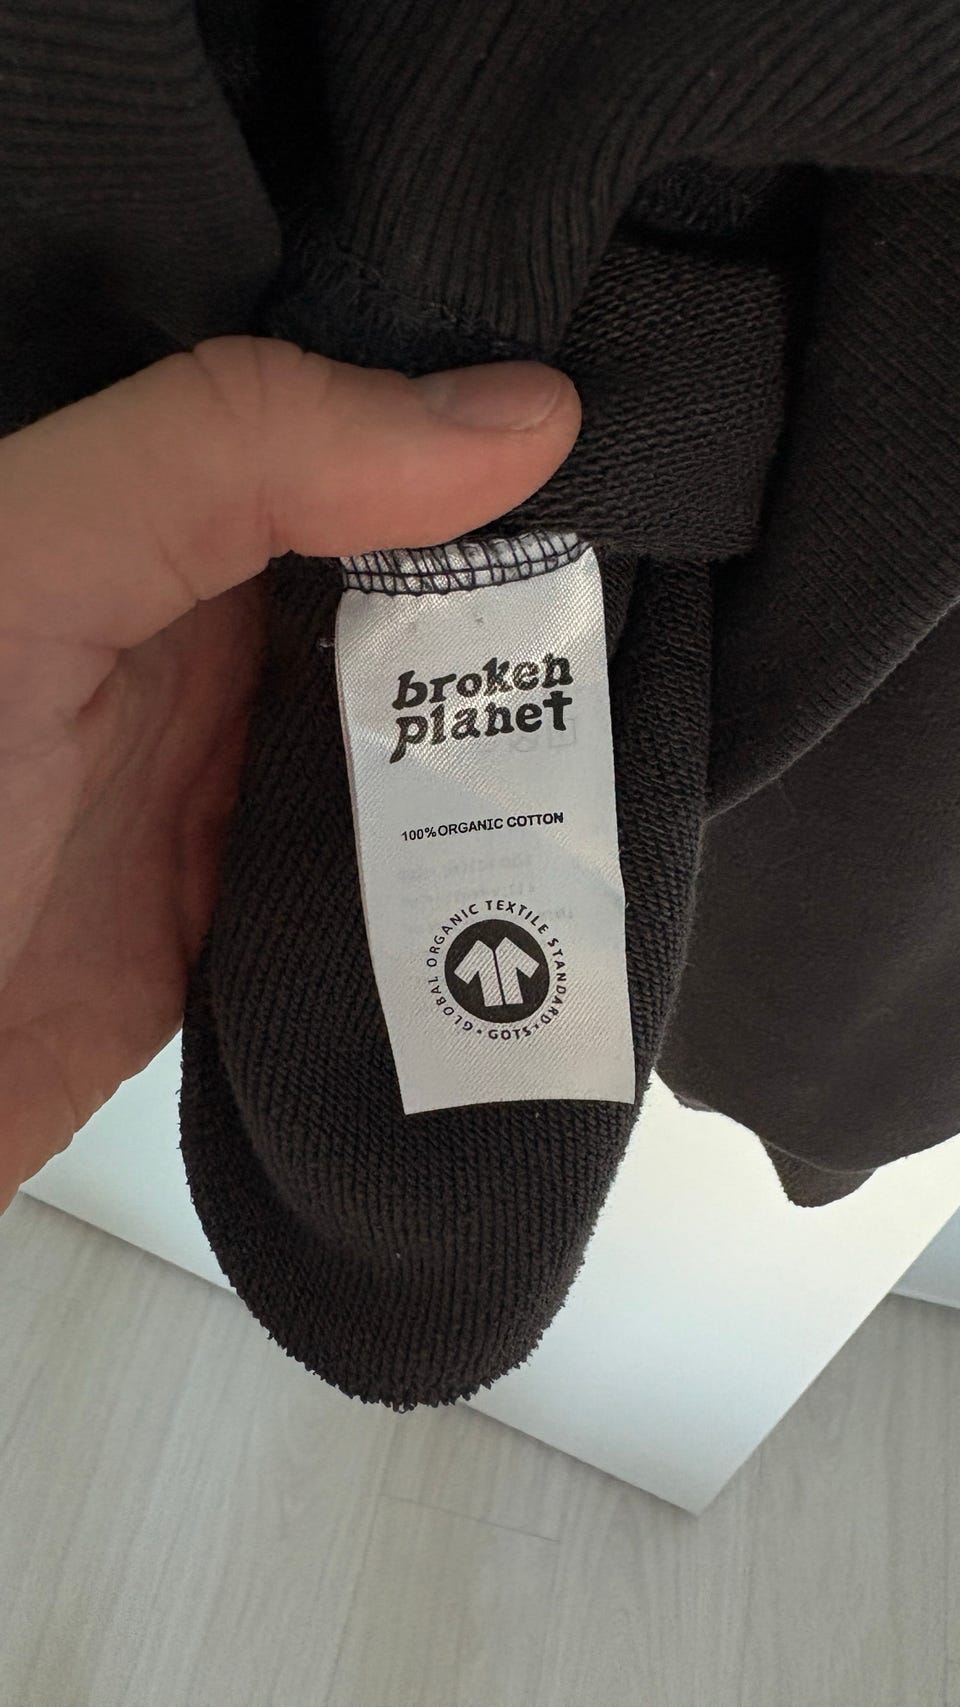 broken
planet
100% ORGANIC COTTON
GLOBAL ORGANIC TEXTILE STANDARD · GOTS ·